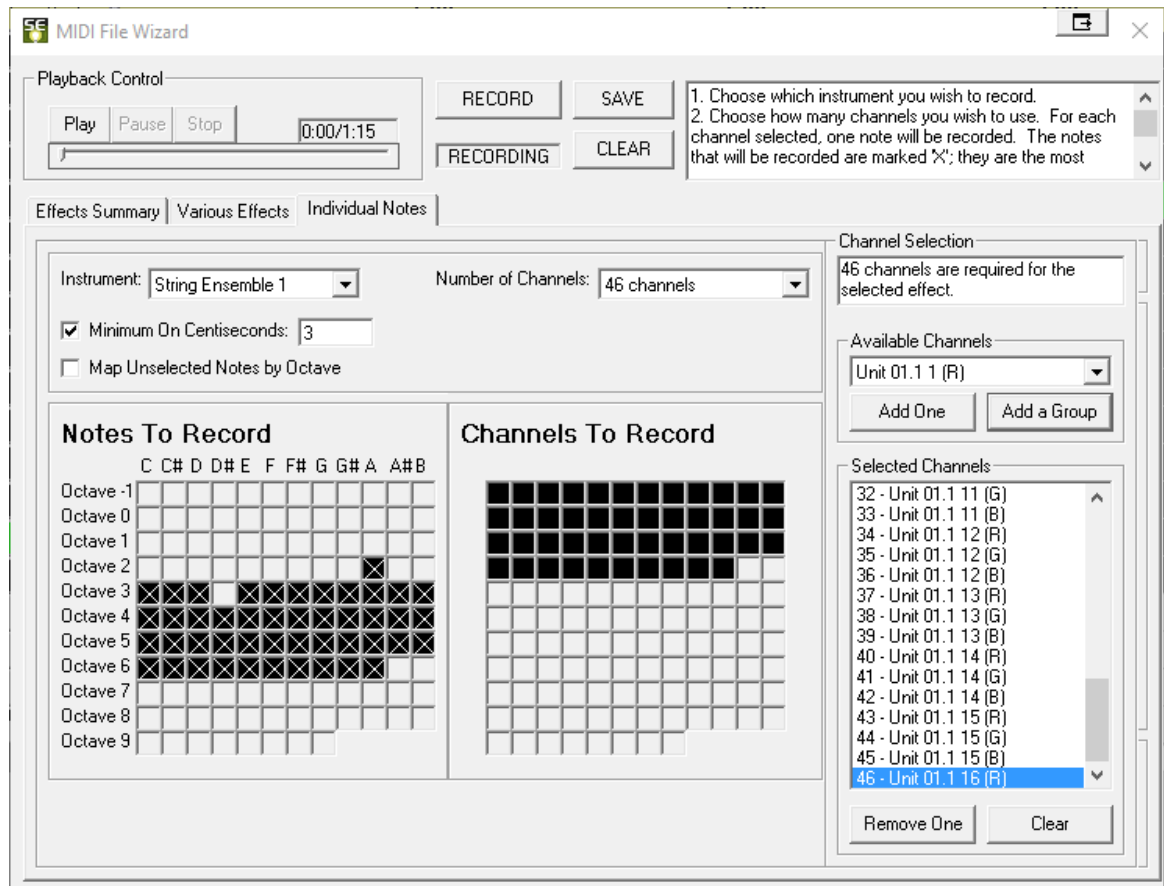 SE MIDI File Wizard
Playback Control
Play Pause Stop 0:00/1:15
RECORD SAVE
RECORDING CLEAR
1. Choose which instrument you wish to record.
2. Choose how many channels you wish to use. For each
channel selected, one note will be recorded. The notes
that will be recorded are marked 'X'; they are the most
Effects Summary Various Effects Individual Notes
Instrument: String Ensemble 1 Number of Channels: 46 channels
Minimum On Centiseconds: 3
Map Unselected Notes by Octave
Notes To Record
C C# D D# E F F# G G# A A# B
Octave -1
Octave 0
Octave 1
Octave 2
Octave 3
Octave 4
Octave 5
Octave 6
Octave 7
Octave 8
Octave 9
Channels To Record
Channel Selection
46 channels are required for the
selected effect.
Available Channels
Unit 01.1 1 (R)
Add One Add a Group
Selected Channels
32 - Unit 01.1 11 (G)
33 - Unit 01.1 11 (B)
34 - Unit 01.1 12 (R)
35 - Unit 01.1 12 (G)
36 - Unit 01.1 12 (B)
37 - Unit 01.1 13 (R)
38 - Unit 01.1 13 (G)
39 - Unit 01.1 13 (B)
40 - Unit 01.1 14 (R)
41 - Unit 01.1 14 (G)
42 - Unit 01.1 14 (B)
43 - Unit 01.1 15 (R)
44 - Unit 01.1 15 (G)
45 - Unit 01.1 15 (B)
46 - Unit 01.1 16 (R)
Remove One Clear